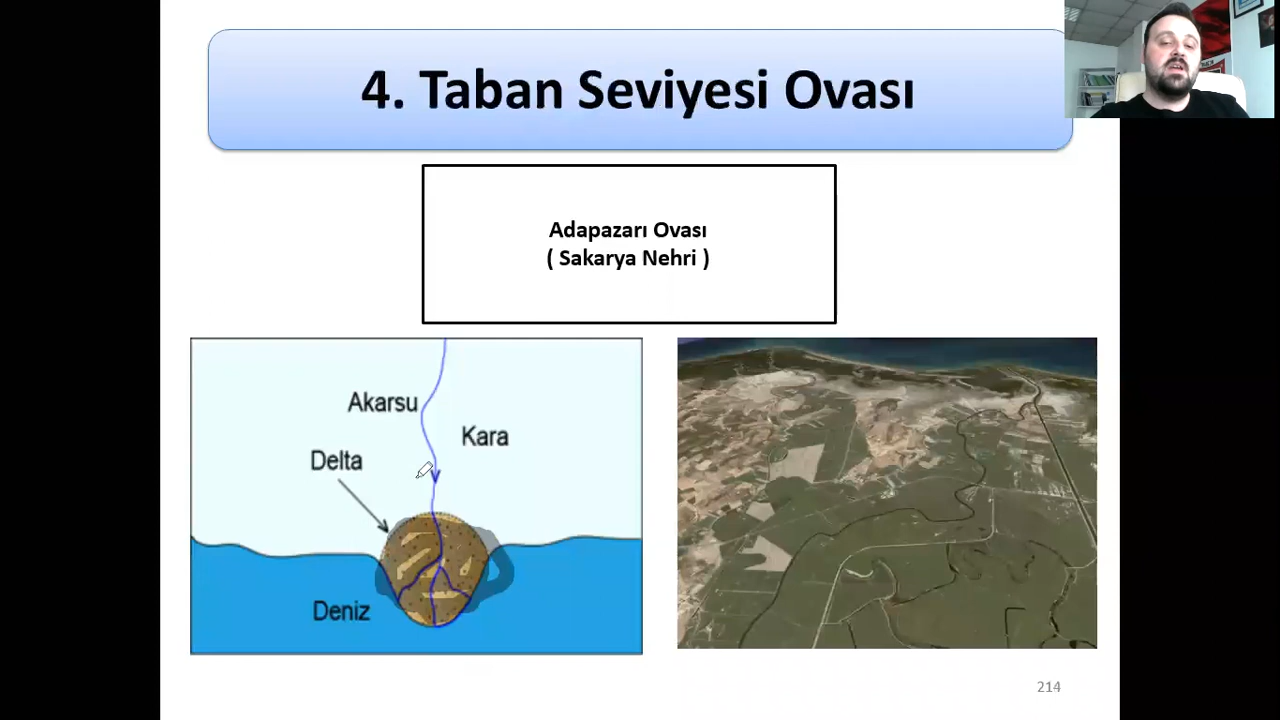 4. Taban Seviyesi Ovası
Adapazarı Ovası
( Sakarya Nehri )
Akarsu
Kara
Delta
Deniz
214